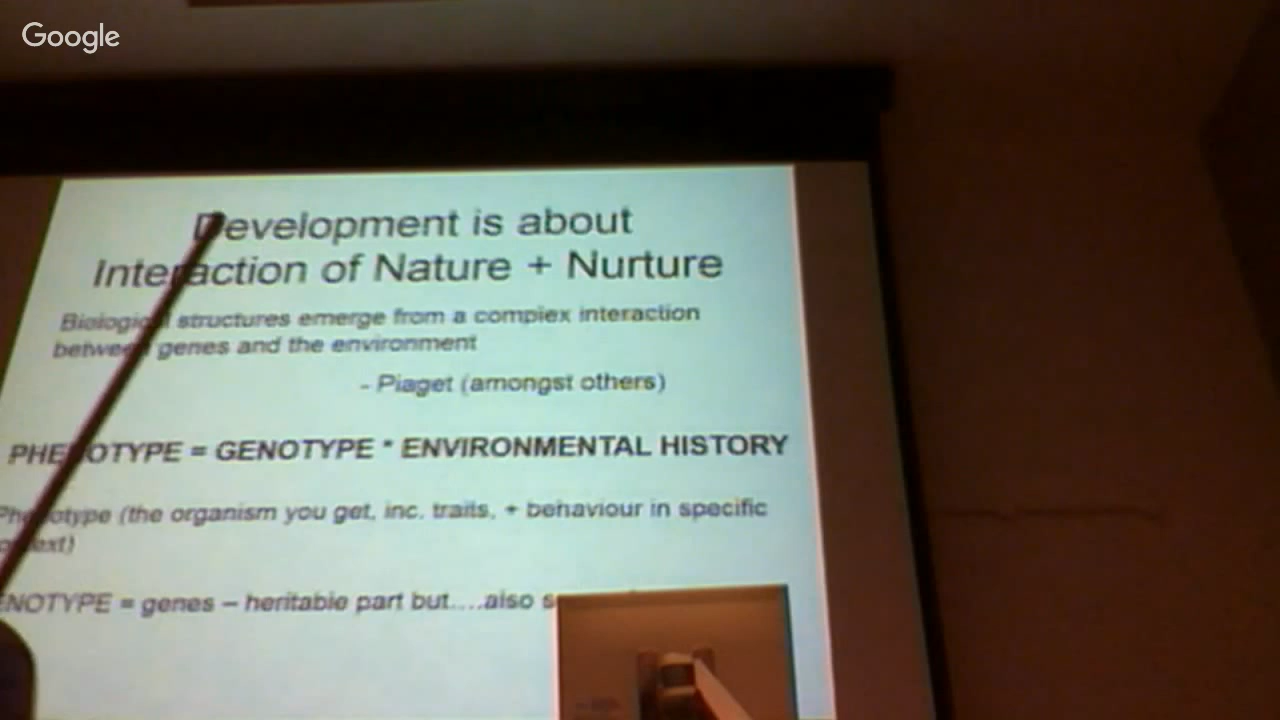 Google
Development is about
Interaction of Nature + Nurture
Biological structures emerge from a complex interaction
between genes and the environment
- Piaget (amongst others)
PHENOTYPE = GENOTYPE * ENVIRONMENTAL HISTORY
Phenotype (the organism you get, inc. traits, + behaviour in specific
context)
GENOTYPE = genes – heritable part but....also